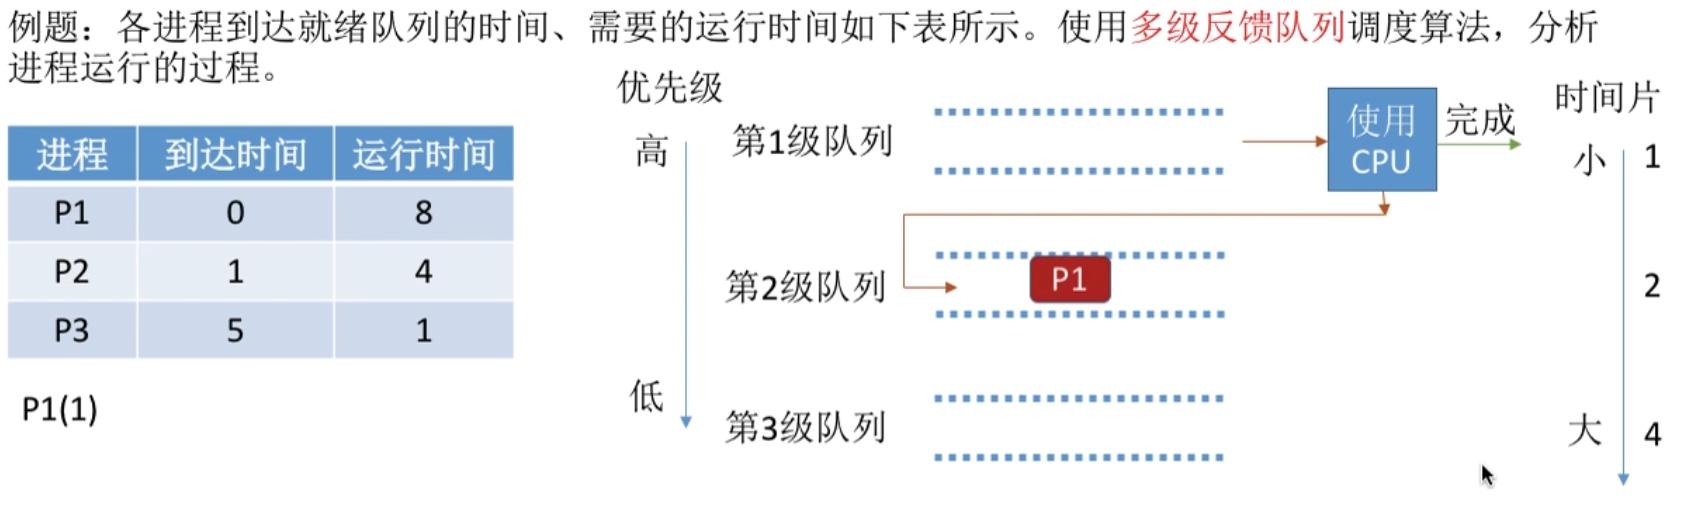 例题：各进程到达就绪队列的时间、需要的运行时间如下表所示。使用多级反馈队列调度算法，分析
进程运行的过程。
进程 到达时间 运行时间
P1 0 8
P2 1 4
P3 5 1
P1(1)
优先级
高
低
第1级队列
第2级队列
P1
第3级队列
使用
CPU
完成
时间片
小 1
2
大 4